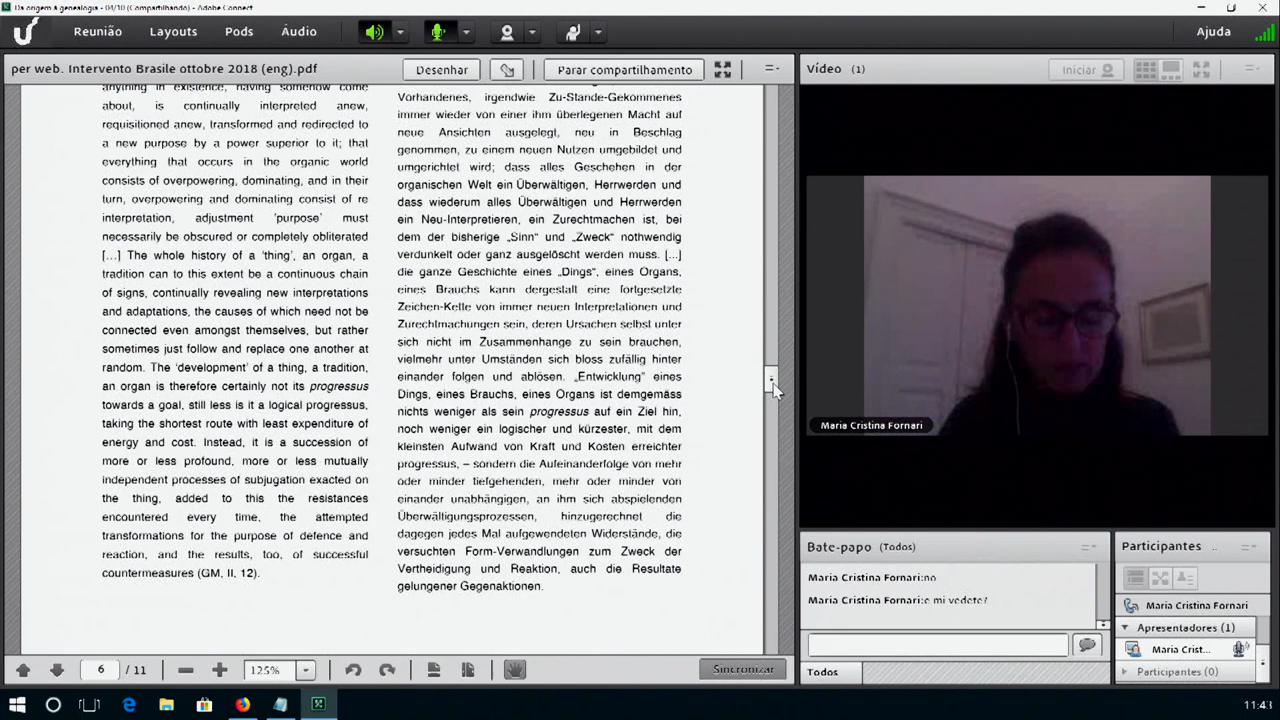 Da origem à genealogia - 04/10 (Compartilhando) - Adobe Connect
Reunião Layouts Pods Áudio Ajuda
per web. Intervento Brasile ottobre 2018 (eng).pdf Desenhar Parar compartilhamento
anything in existence, having somehow come
about, is continually interpreted anew,
requisitioned anew, transformed and redirected to
a new purpose by a power superior to it; that
everything that occurs in the organic world
consists of overpowering, dominating, and in their
turn, overpowering and dominating consist of re
interpretation, adjustment 'purpose' must
necessarily be obscured or completely obliterated
[…] The whole history of a 'thing', an organ, a
tradition can to this extent be a continuous chain
of signs, continually revealing new interpretations
and adaptations, the causes of which need not be
connected even amongst themselves, but rather
sometimes just follow and replace one another at
random. The 'development' of a thing, a tradition,
an organ is therefore certainly not its progressus
towards a goal, still less is it a logical progressus,
taking the shortest route with least expenditure of
energy and cost. Instead, it is a succession of
more or less profound, more or less mutually
independent processes of subjugation exacted on
the thing, added to this the resistances
encountered every time, the attempted
transformations for the purpose of defence and
reaction, and the results, too, of successful
countermeasures (GM, II, 12).
Vorhandenes, irgendwie Zu-Stande-Gekommenes
immer wieder von einer ihm überlegenen Macht auf
neue Ansichten ausgelegt, neu in Beschlag
genommen, zu einem neuen Nutzen umgebildet und
umgerichtet wird; dass alles Geschehen in der
organischen Welt ein Überwältigen, Herrwerden und
dass wiederum alles Überwältigen und Herrwerden
ein Neu-Interpretieren, ein Zurechtmachen ist, bei
dem der bisherige „Sinn" und „Zweck" nothwendig
verdunkelt oder ganz ausgelöscht werden muss. […]
die ganze Geschichte eines „Dings", eines Organs,
eines Brauchs kann dergestalt eine fortgesetzte
Zeichen-Kette von immer neuen Interpretationen und
Zurechtmachungen sein, deren Ursachen selbst unter
sich nicht im Zusammenhange zu sein brauchen,
vielmehr unter Umständen sich bloss zufällig hinter
einander folgen und ablösen. „Entwicklung" eines
Dings, eines Brauchs, eines Organs ist demgemäss
nichts weniger als sein progressus auf ein Ziel hin,
noch weniger ein logischer und kürzester, mit dem
kleinsten Aufwand von Kraft und Kosten erreichter
progressus, – sondern die Aufeinanderfolge von mehr
oder minder tiefgehenden, mehr oder minder von
einander unabhängigen, an ihm sich abspielenden
Überwältigungsprozessen, hinzugerechnet die
dagegen jedes Mal aufgewendeten Widerstände, die
versuchten Form-Verwandlungen zum Zweck der
Vertheidigung und Reaktion, auch die Resultate
gelungener Gegenaktionen.
6 / 11 125% Sincronizar
Vídeo (1) Iniciar
Maria Cristina Fornari
Bate-papo (Todos)
Maria Cristina Fornari:no
Maria Cristina Fornari:e mi vedete?
Todos
Participantes ..
Maria Cristina Fornari
Apresentadores (1)
Maria Crist...
Participantes (0)
11:43